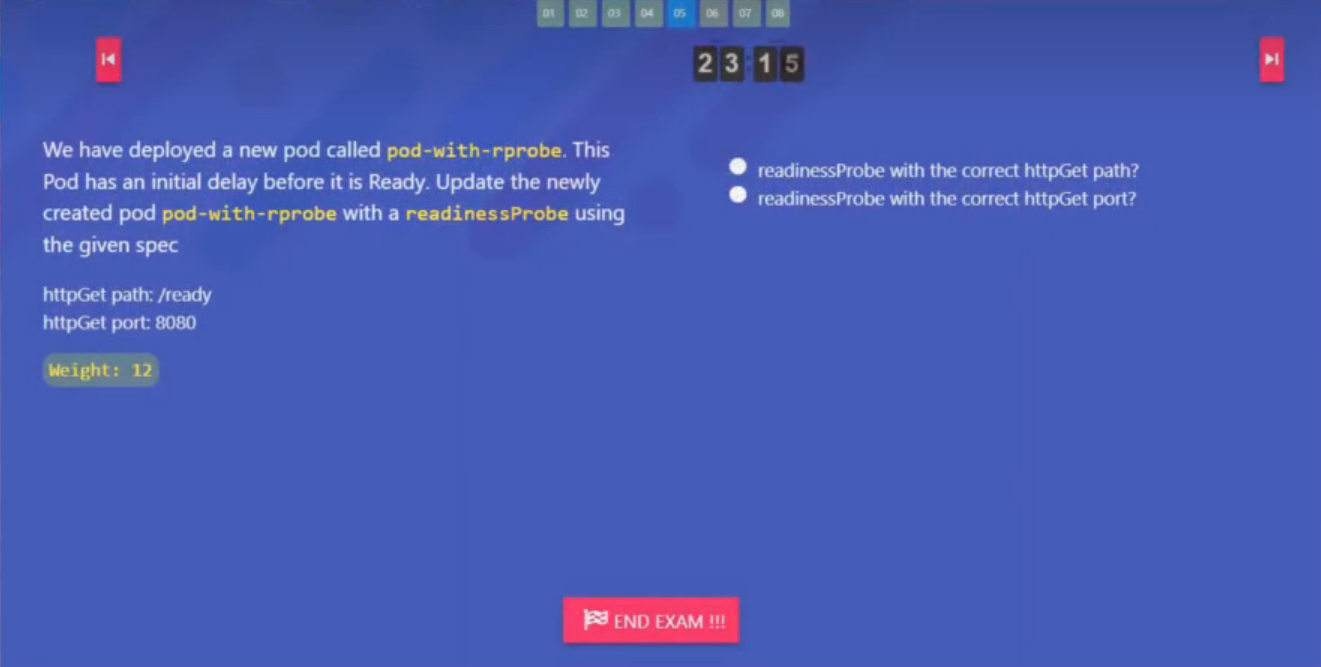 01 02 03 04 05 06 07 08
23:15
We have deployed a new pod called pod-with-rprobe. This
Pod has an initial delay before it is Ready. Update the newly
created pod pod-with-rprobe with a readinessProbe using
the given spec
httpGet path: /ready
httpGet port: 8080
Weight: 12
readinessProbe with the correct httpGet path?
readinessProbe with the correct httpGet port?
END EXAM !!!